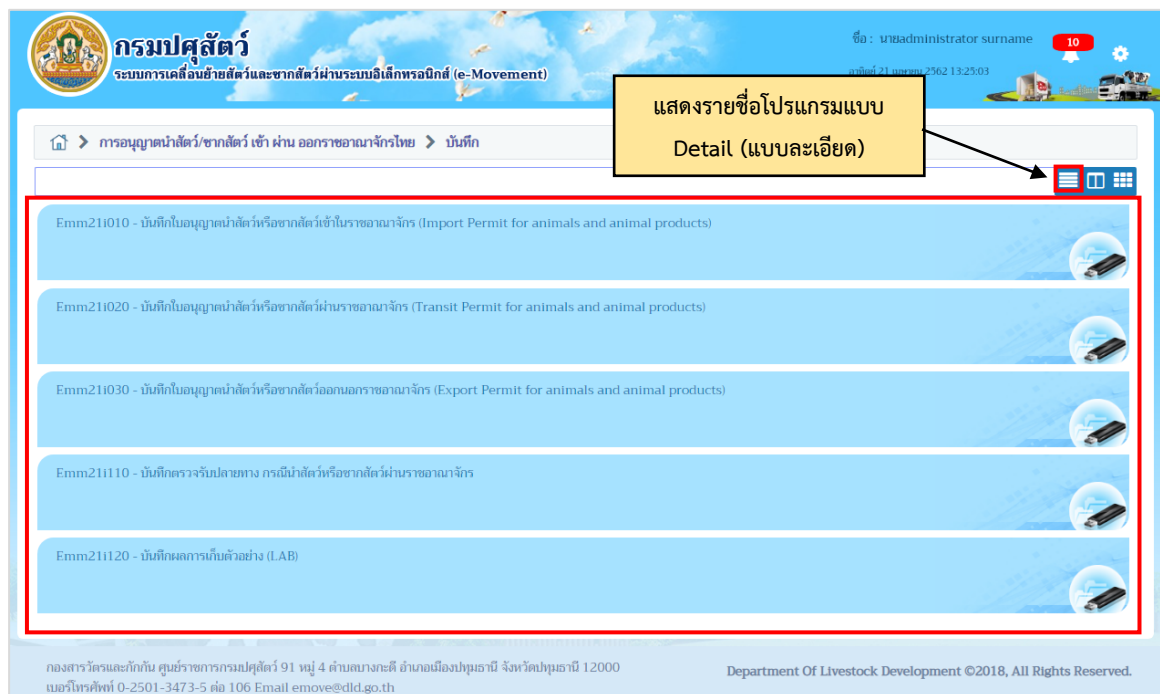 กรมปศุสัตว์
ระบบการเคลื่อนย้ายสัตว์และซากสัตว์ผ่านระบบอิเล็กทรอนิกส์ (e-Movement)
ชื่อ : นายadministrator surname
10
อาทิตย์ 21 เมษายน 2562 13:25:03
แสดงรายชื่อโปรแกรมแบบ
Detail (แบบละเอียด)
การอนุญาตนำสัตว์/ซากสัตว์ เข้า ผ่าน ออกราชอาณาจักรไทย > บันทึก
Emm21i010 - บันทึกใบอนุญาตนำสัตว์หรือซากสัตว์เข้าในราชอาณาจักร (Import Permit for animals and animal products)
Emm21i020 - บันทึกใบอนุญาตนำสัตว์หรือซากสัตว์ผ่านราชอาณาจักร (Transit Permit for animals and animal products)
Emm21i030 - บันทึกใบอนุญาตนำสัตว์หรือซากสัตว์ออกนอกราชอาณาจักร (Export Permit for animals and animal products)
Emm21i110 - บันทึกตรวจรับปลายทาง กรณีนำสัตว์หรือซากสัตว์ผ่านราชอาณาจักร
Emm21i120 - บันทึกผลการเก็บตัวอย่าง (LAB)
กองสารวัตรและกักกัน ศูนย์ราชการกรมปศุสัตว์ 91 หมู่ 4 ตำบลบางกะดี อำเภอเมืองปทุมธานี จังหวัดปทุมธานี 12000
เบอร์โทรศัพท์ 0-2501-3473-5 ต่อ 106 Email emove@dld.go.th
Department Of Livestock Development ©2018, All Rights Reserved.